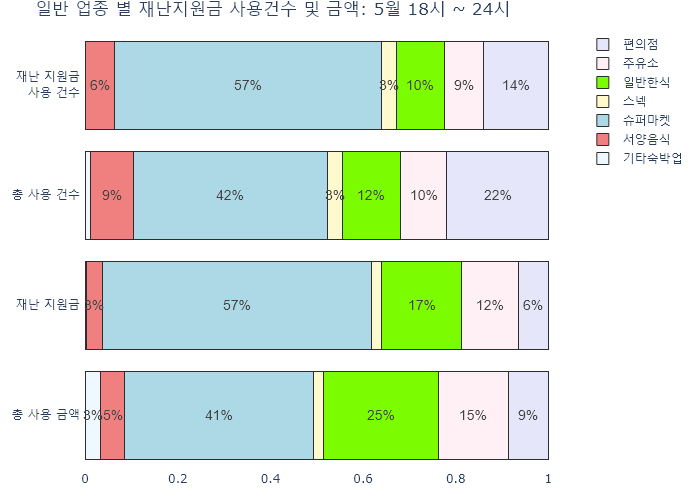 일반 업종 별 재난지원금 사용건수 및 금액: 5월 18시 ~ 24시
재난 지원금
사용 건수
6%
57%
3%
10%
9%
14%
총 사용 건수
9%
42%
3%
12%
10%
22%
재난 지원금
3%
57%
17%
12%
6%
총 사용 금액
3%
5%
41%
25%
15%
9%
0
0.2
0.4
0.6
0.8
1
편의점
주유소
일반한식
스넥
슈퍼마켓
서양음식
기타숙박업